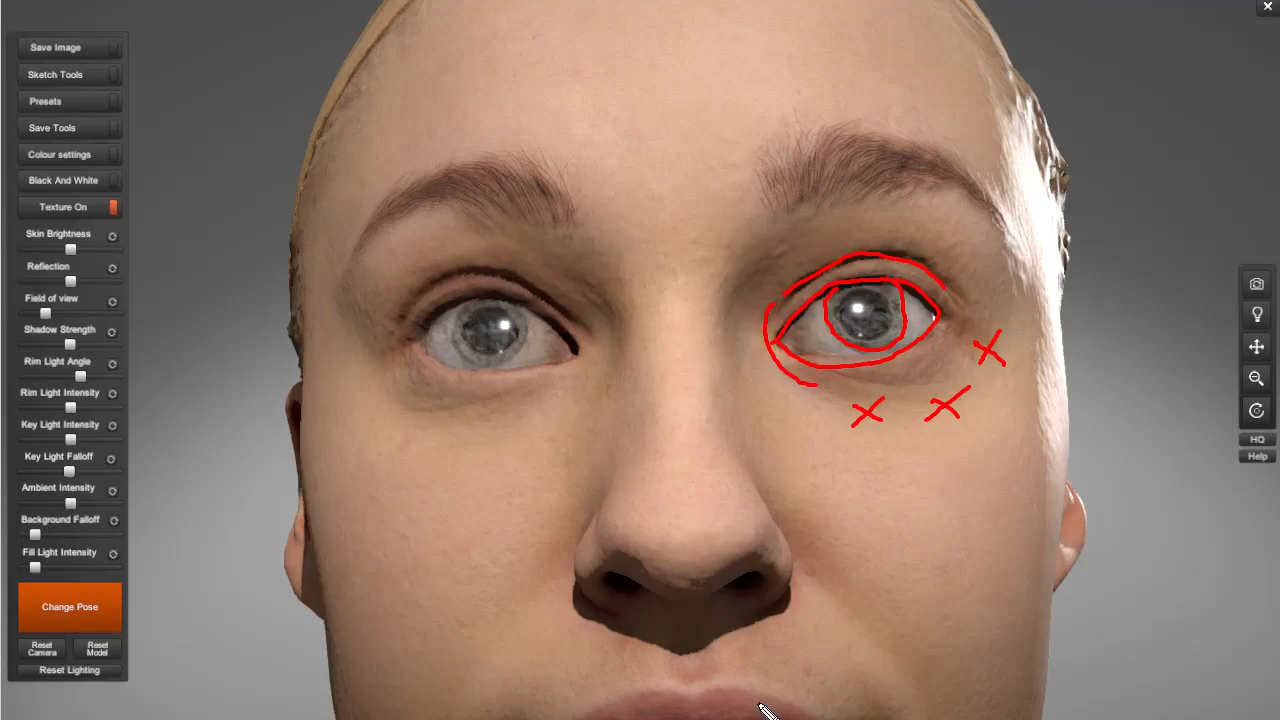 Save Image
Sketch Tools
Presets
Save Tools
Colour settings
Black And White
Texture On
Skin Brightness
Reflection
Field of view
Shadow Strength
Rim Light Angle
Rim Light Intensity
Key Light Intensity
Key Light Falloff
Ambient Intensity
Background Falloff
Fill Light Intensity
Change Pose
Reset Camera
Reset Model
Reset Lighting
HQ
Help